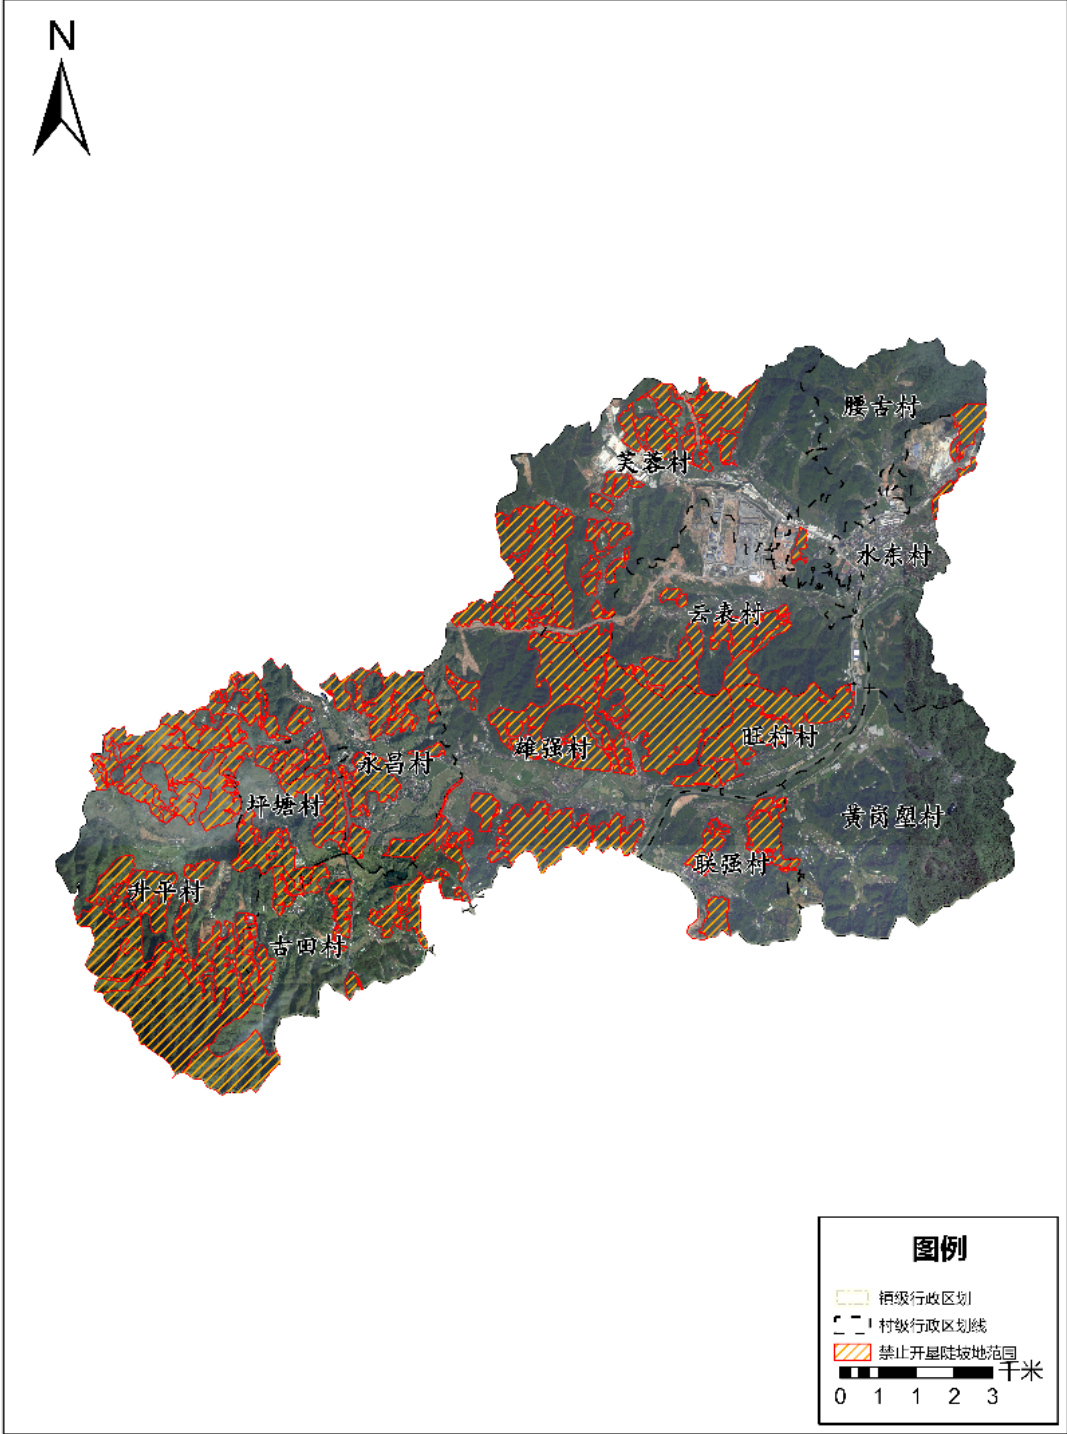 N
腰古村
芙蓉村
水东村
云表村
旺村村
雄强村
永昌村
坪塘村
黄岗塱村
联强村
升平村
古田村
图例
镇级行政区划
村级行政区划线
禁止开垦陡坡地范围
千米
0 1 1 2 3